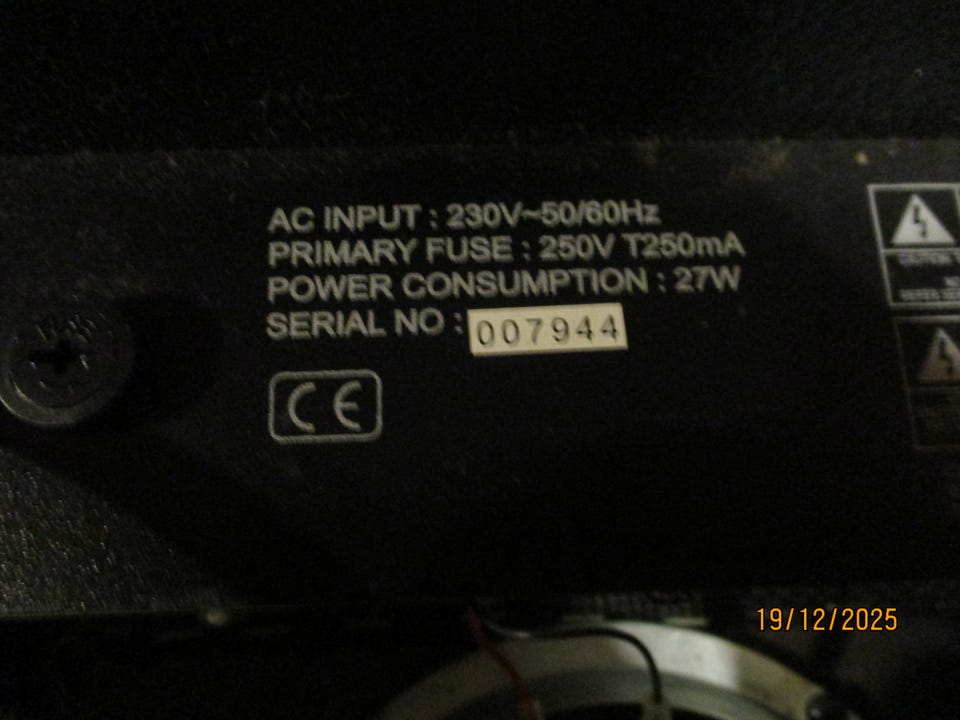 AC INPUT : 230V~50/60Hz
PRIMARY FUSE : 250V T250mA
POWER CONSUMPTION : 27W
SERIAL NO : 007944
CE
19/12/2025